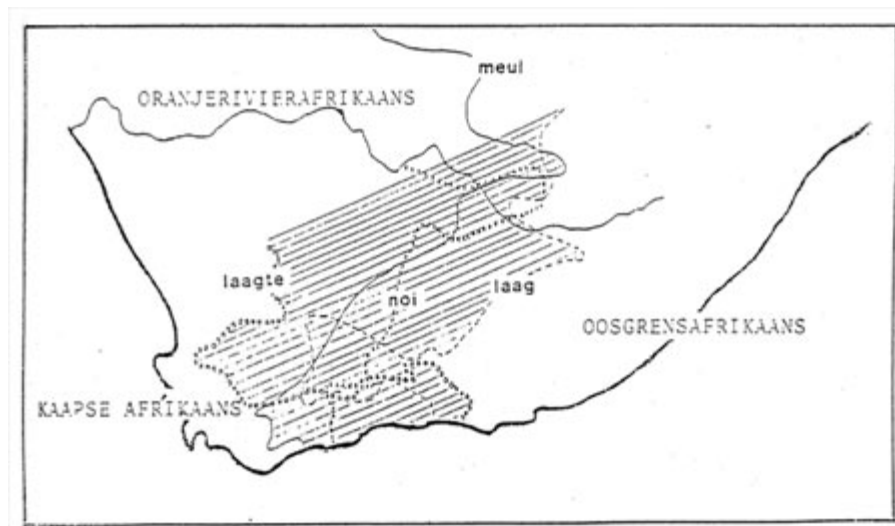 meul
ORANJERIVIERAFRIKAANS
laagte
noi
laag
OOSGRENSAFRIKAANS
KAAPSE AFRIKAANS